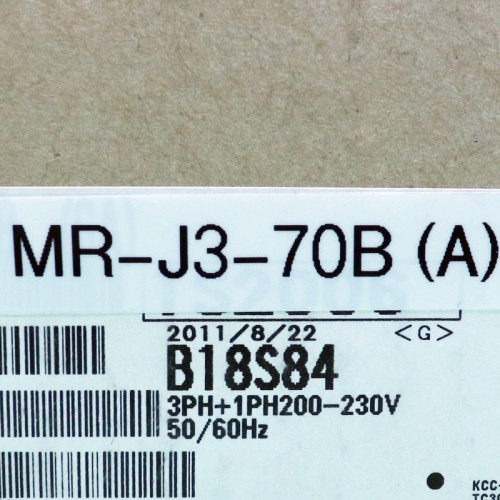 MR-J3-70B (A)
2011/8/22 <G>
B18S84
3PH+1PH200-230V
50/60Hz
KCC-